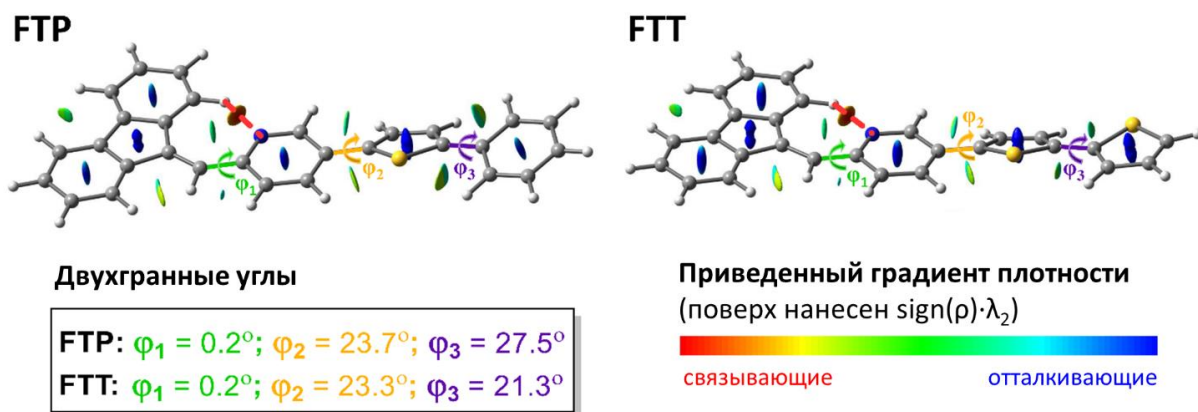 FTP
FTT
φ₁
φ₂
φ₃
φ₁
φ₂
φ₃
Двухгранные углы
FTP: φ₁ = 0.2°; φ₂ = 23.7°; φ₃ = 27.5°
FTT: φ₁ = 0.2°; φ₂ = 23.3°; φ₃ = 21.3°
Приведенный градиент плотности
(поверх нанесен sign(ρ)·λ₂)
связывающие
отталкивающие